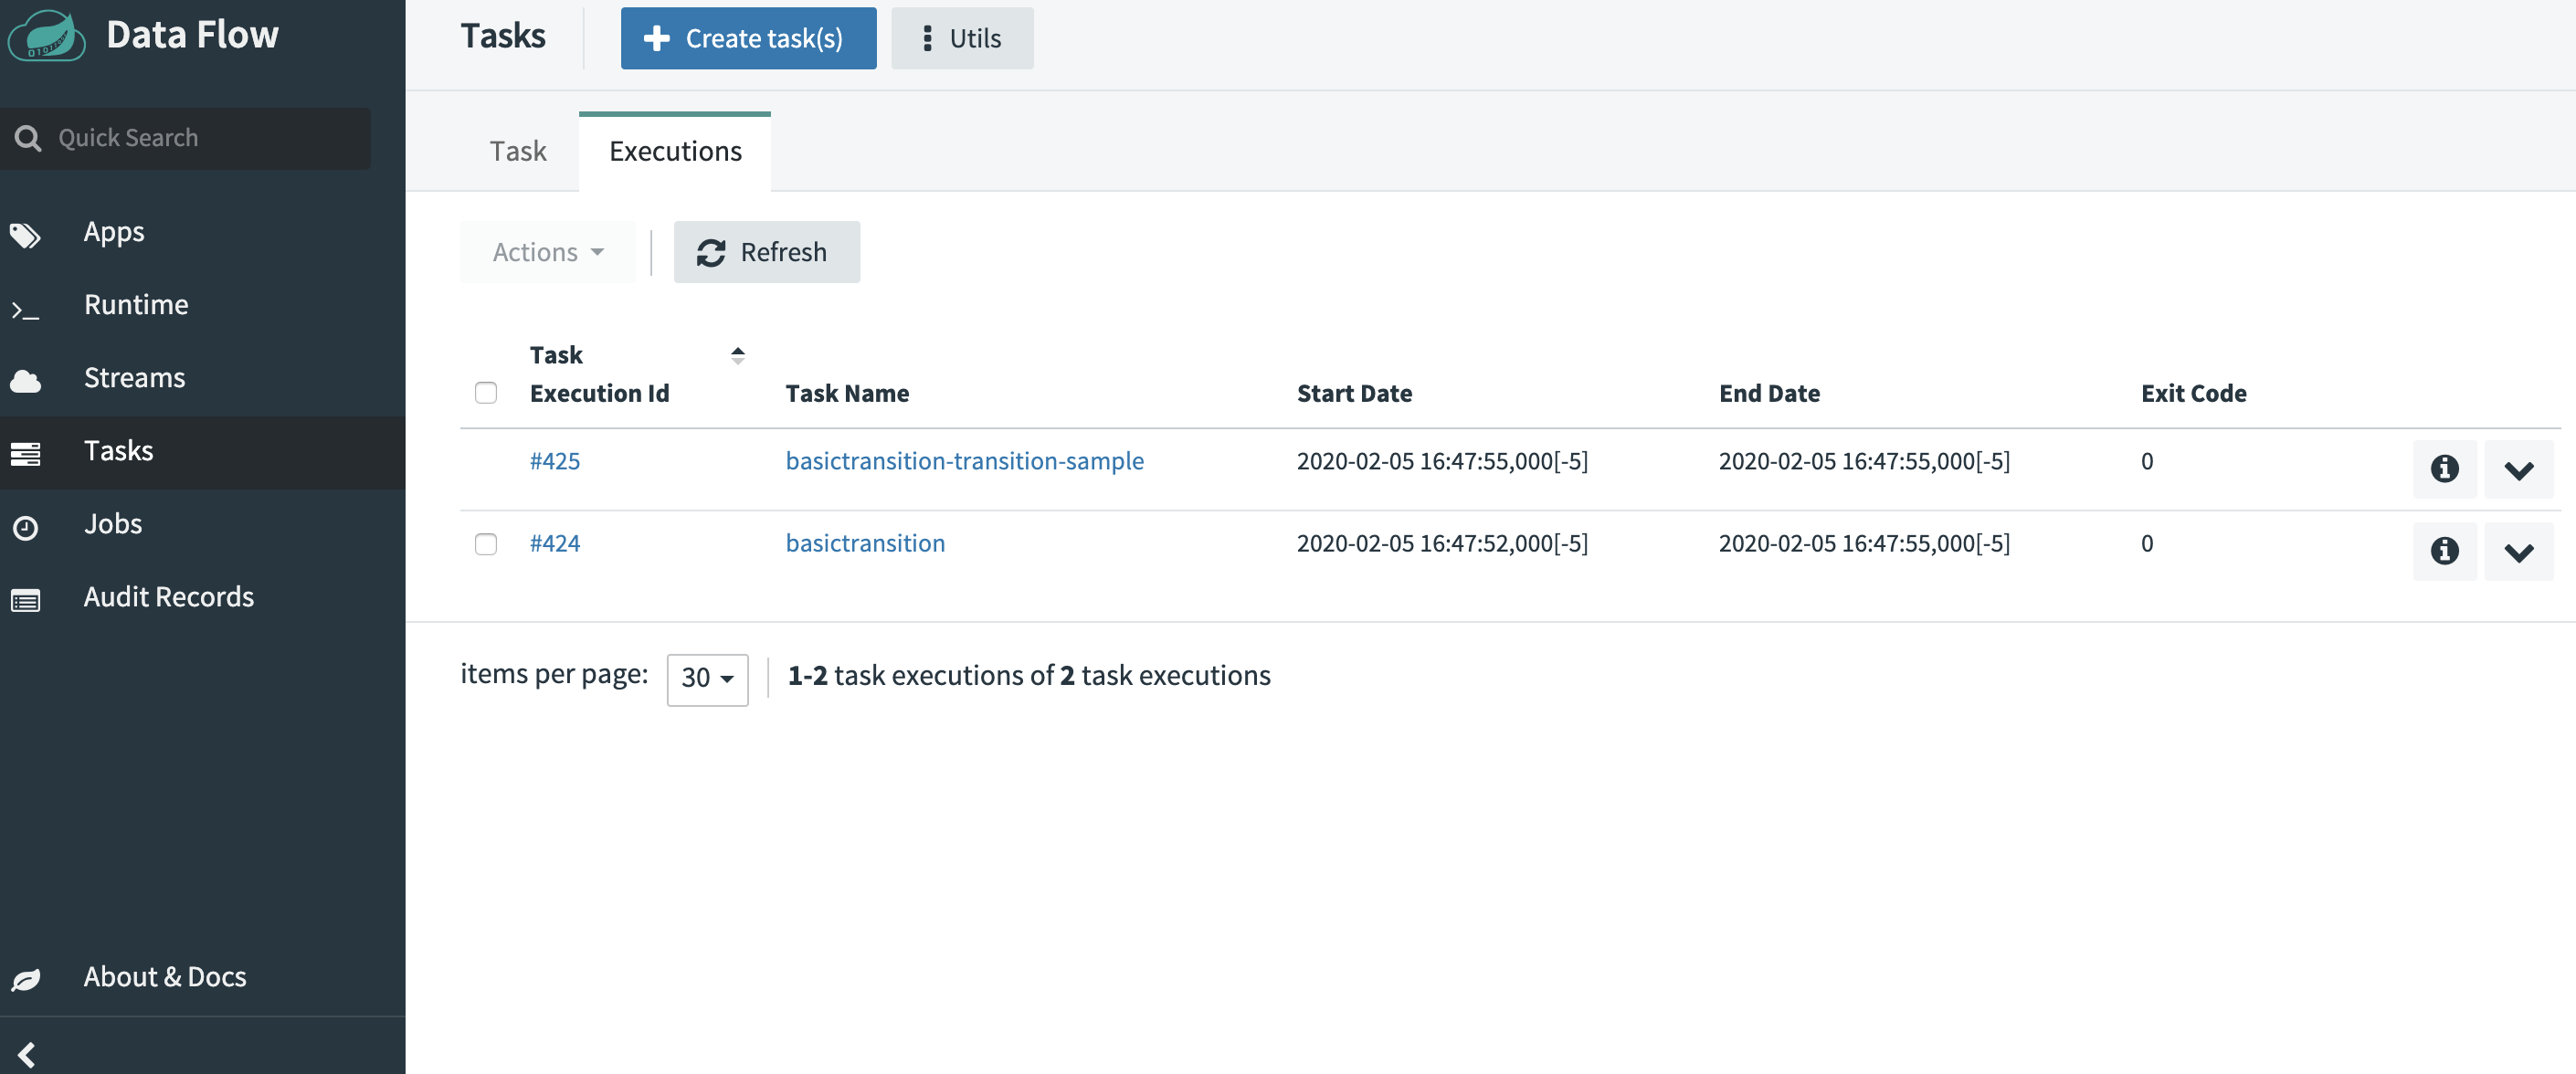 Data Flow
Quick Search
Apps
Runtime
Streams
Tasks
Jobs
Audit Records
About & Docs
Tasks
Create task(s)
Utils
Task
Executions
Actions
Refresh
Task
Execution Id Task Name Start Date End Date Exit Code
#425 basictransition-transition-sample 2020-02-05 16:47:55,000[-5] 2020-02-05 16:47:55,000[-5] 0
#424 basictransition 2020-02-05 16:47:52,000[-5] 2020-02-05 16:47:55,000[-5] 0
items per page: 30 1-2 task executions of 2 task executions